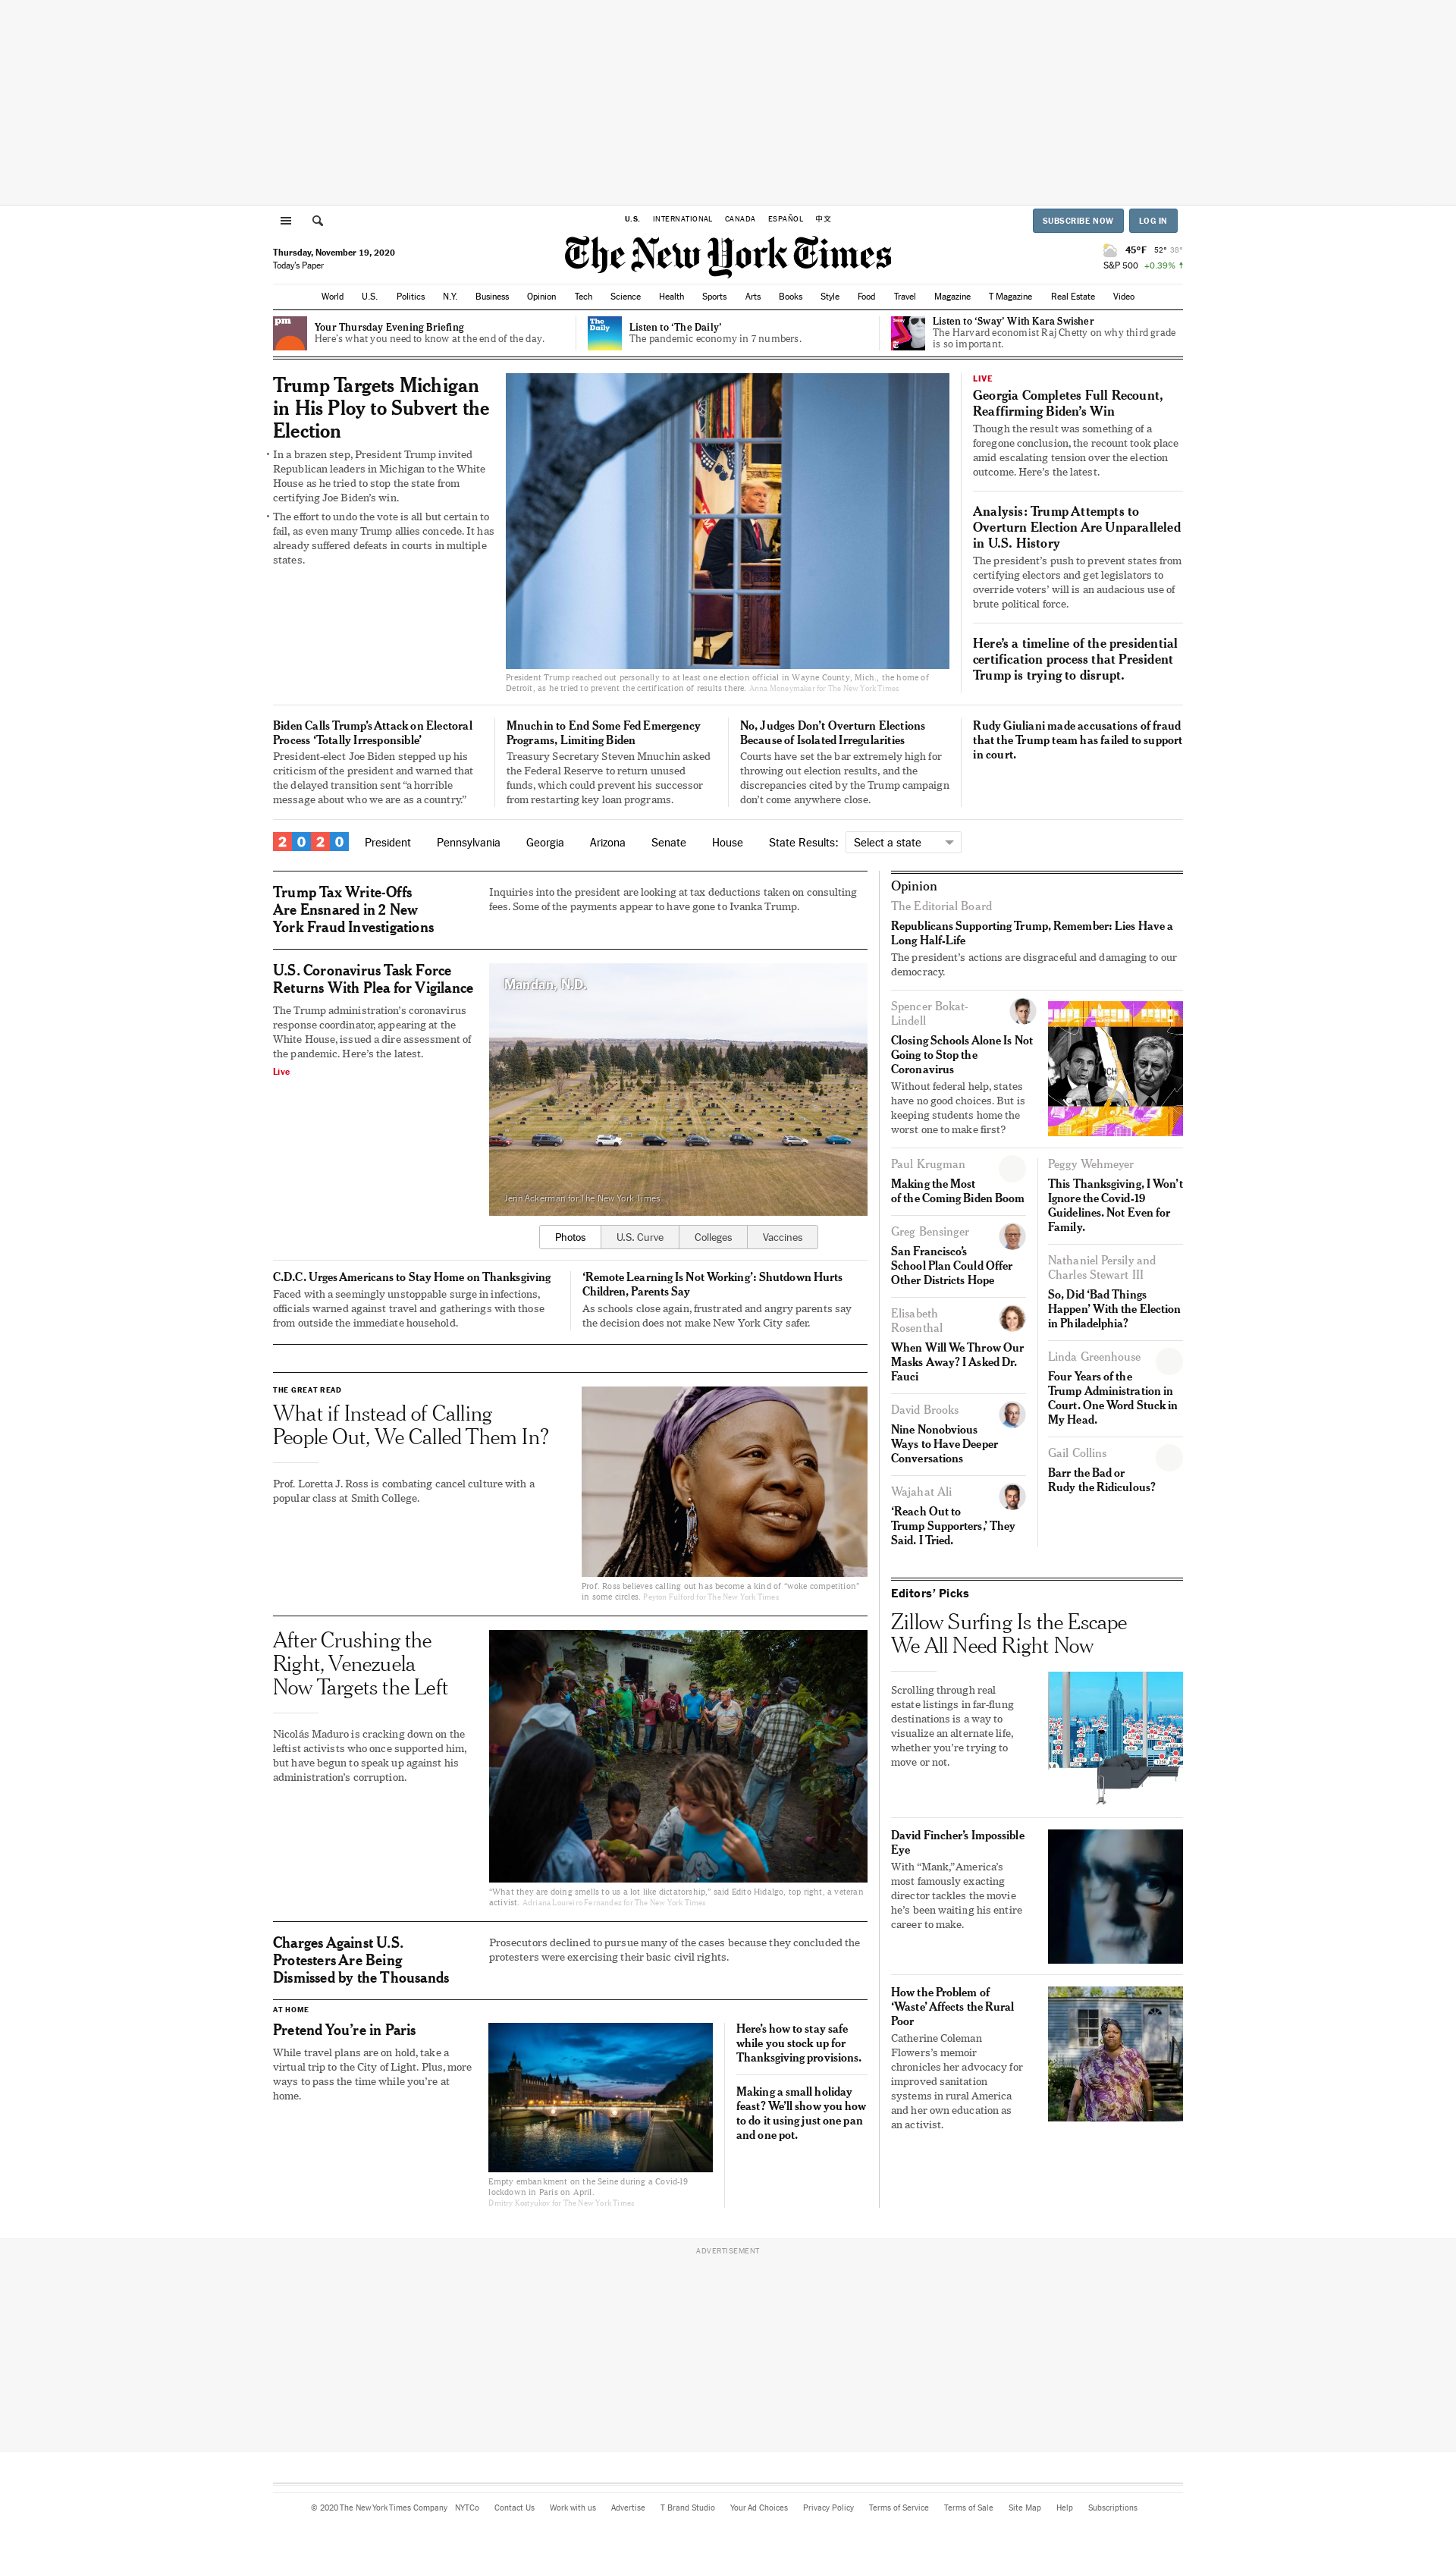 U.S. INTERNATIONAL CANADA ESPAÑOL 中文
SUBSCRIBE NOW LOG IN
Thursday, November 19, 2020
Today's Paper
The New York Times
45°F 52° 38°
S&P 500 +0.39%
World U.S. Politics N.Y. Business Opinion Tech Science Health Sports Arts Books Style Food Travel Magazine T Magazine Real Estate Video
pm
Your Thursday Evening Briefing
Here's what you need to know at the end of the day.
The
Daily
Listen to 'The Daily'
The pandemic economy in 7 numbers.
Listen to 'Sway' With Kara Swisher
The Harvard economist Raj Chetty on why third grade
is so important.
Trump Targets Michigan
in His Ploy to Subvert the
Election
• In a brazen step, President Trump invited
Republican leaders in Michigan to the White
House as he tried to stop the state from
certifying Joe Biden's win.
• The effort to undo the vote is all but certain to
fail, as even many Trump allies concede. It has
already suffered defeats in courts in multiple
states.
President Trump reached out personally to at least one election official in Wayne County, Mich., the home of
Detroit, as he tried to prevent the certification of results there. Anna Moneymaker for The New York Times
LIVE
Georgia Completes Full Recount,
Reaffirming Biden's Win
Though the result was something of a
foregone conclusion, the recount took place
amid escalating tension over the election
outcome. Here's the latest.
Analysis: Trump Attempts to
Overturn Election Are Unparalleled
in U.S. History
The president's push to prevent states from
certifying electors and get legislators to
override voters' will is an audacious use of
brute political force.
Here's a timeline of the presidential
certification process that President
Trump is trying to disrupt.
Biden Calls Trump's Attack on Electoral
Process 'Totally Irresponsible'
President-elect Joe Biden stepped up his
criticism of the president and warned that
the delayed transition sent "a horrible
message about who we are as a country."
Mnuchin to End Some Fed Emergency
Programs, Limiting Biden
Treasury Secretary Steven Mnuchin asked
the Federal Reserve to return unused
funds, which could prevent his successor
from restarting key loan programs.
No, Judges Don't Overturn Elections
Because of Isolated Irregularities
Courts have set the bar extremely high for
throwing out election results, and the
discrepancies cited by the Trump campaign
don't come anywhere close.
Rudy Giuliani made accusations of fraud
that the Trump team has failed to support
in court.
2020 President Pennsylvania Georgia Arizona Senate House State Results: Select a state
Trump Tax Write-Offs
Are Ensnared in 2 New
York Fraud Investigations
Inquiries into the president are looking at tax deductions taken on consulting
fees. Some of the payments appear to have gone to Ivanka Trump.
U.S. Coronavirus Task Force
Returns With Plea for Vigilance
The Trump administration's coronavirus
response coordinator, appearing at the
White House, issued a dire assessment of
the pandemic. Here's the latest.
Live
Mandan, N.D.
Jenn Ackerman for The New York Times
Photos U.S. Curve Colleges Vaccines
C.D.C. Urges Americans to Stay Home on Thanksgiving
Faced with a seemingly unstoppable surge in infections,
officials warned against travel and gatherings with those
from outside the immediate household.
'Remote Learning Is Not Working': Shutdown Hurts
Children, Parents Say
As schools close again, frustrated and angry parents say
the decision does not make New York City safer.
THE GREAT READ
What if Instead of Calling
People Out, We Called Them In?
Prof. Loretta J. Ross is combating cancel culture with a
popular class at Smith College.
Prof. Ross believes calling out has become a kind of "woke competition"
in some circles. Peyton Fulford for The New York Times
After Crushing the
Right, Venezuela
Now Targets the Left
Nicolás Maduro is cracking down on the
leftist activists who once supported him,
but have begun to speak up against his
administration's corruption.
"What they are doing smells to us a lot like dictatorship," said Edito Hidalgo, top right, a veteran
activist. Adriana Loureiro Fernandez for The New York Times
Charges Against U.S.
Protesters Are Being
Dismissed by the Thousands
Prosecutors declined to pursue many of the cases because they concluded the
protesters were exercising their basic civil rights.
AT HOME
Pretend You're in Paris
While travel plans are on hold, take a
virtual trip to the City of Light. Plus, more
ways to pass the time while you're at
home.
Empty embankment on the Seine during a Covid-19
lockdown in Paris on April.
Dmitry Kostyukov for The New York Times
Here's how to stay safe
while you stock up for
Thanksgiving provisions.
Making a small holiday
feast? We'll show you how
to do it using just one pan
and one pot.
Opinion
The Editorial Board
Republicans Supporting Trump, Remember: Lies Have a
Long Half-Life
The president's actions are disgraceful and damaging to our
democracy.
Spencer Bokat-
Lindell
Closing Schools Alone Is Not
Going to Stop the
Coronavirus
Without federal help, states
have no good choices. But is
keeping students home the
worst one to make first?
Paul Krugman
Making the Most
of the Coming Biden Boom
Greg Bensinger
San Francisco's
School Plan Could Offer
Other Districts Hope
Elisabeth
Rosenthal
When Will We Throw Our
Masks Away? I Asked Dr.
Fauci
David Brooks
Nine Nonobvious
Ways to Have Deeper
Conversations
Wajahat Ali
'Reach Out to
Trump Supporters,' They
Said. I Tried.
Peggy Wehmeyer
This Thanksgiving, I Won't
Ignore the Covid-19
Guidelines. Not Even for
Family.
Nathaniel Persily and
Charles Stewart III
So, Did 'Bad Things
Happen' With the Election
in Philadelphia?
Linda Greenhouse
Four Years of the
Trump Administration in
Court. One Word Stuck in
My Head.
Gail Collins
Barr the Bad or
Rudy the Ridiculous?
Editors' Picks
Zillow Surfing Is the Escape
We All Need Right Now
Scrolling through real
estate listings in far-flung
destinations is a way to
visualize an alternate life,
whether you're trying to
move or not.
David Fincher's Impossible
Eye
With "Mank," America's
most famously exacting
director tackles the movie
he's been waiting his entire
career to make.
How the Problem of
'Waste' Affects the Rural
Poor
Catherine Coleman
Flowers's memoir
chronicles her advocacy for
improved sanitation
systems in rural America
and her own education as
an activist.
ADVERTISEMENT
© 2020 The New York Times Company NYTCo Contact Us Work with us Advertise T Brand Studio Your Ad Choices Privacy Policy Terms of Service Terms of Sale Site Map Help Subscriptions